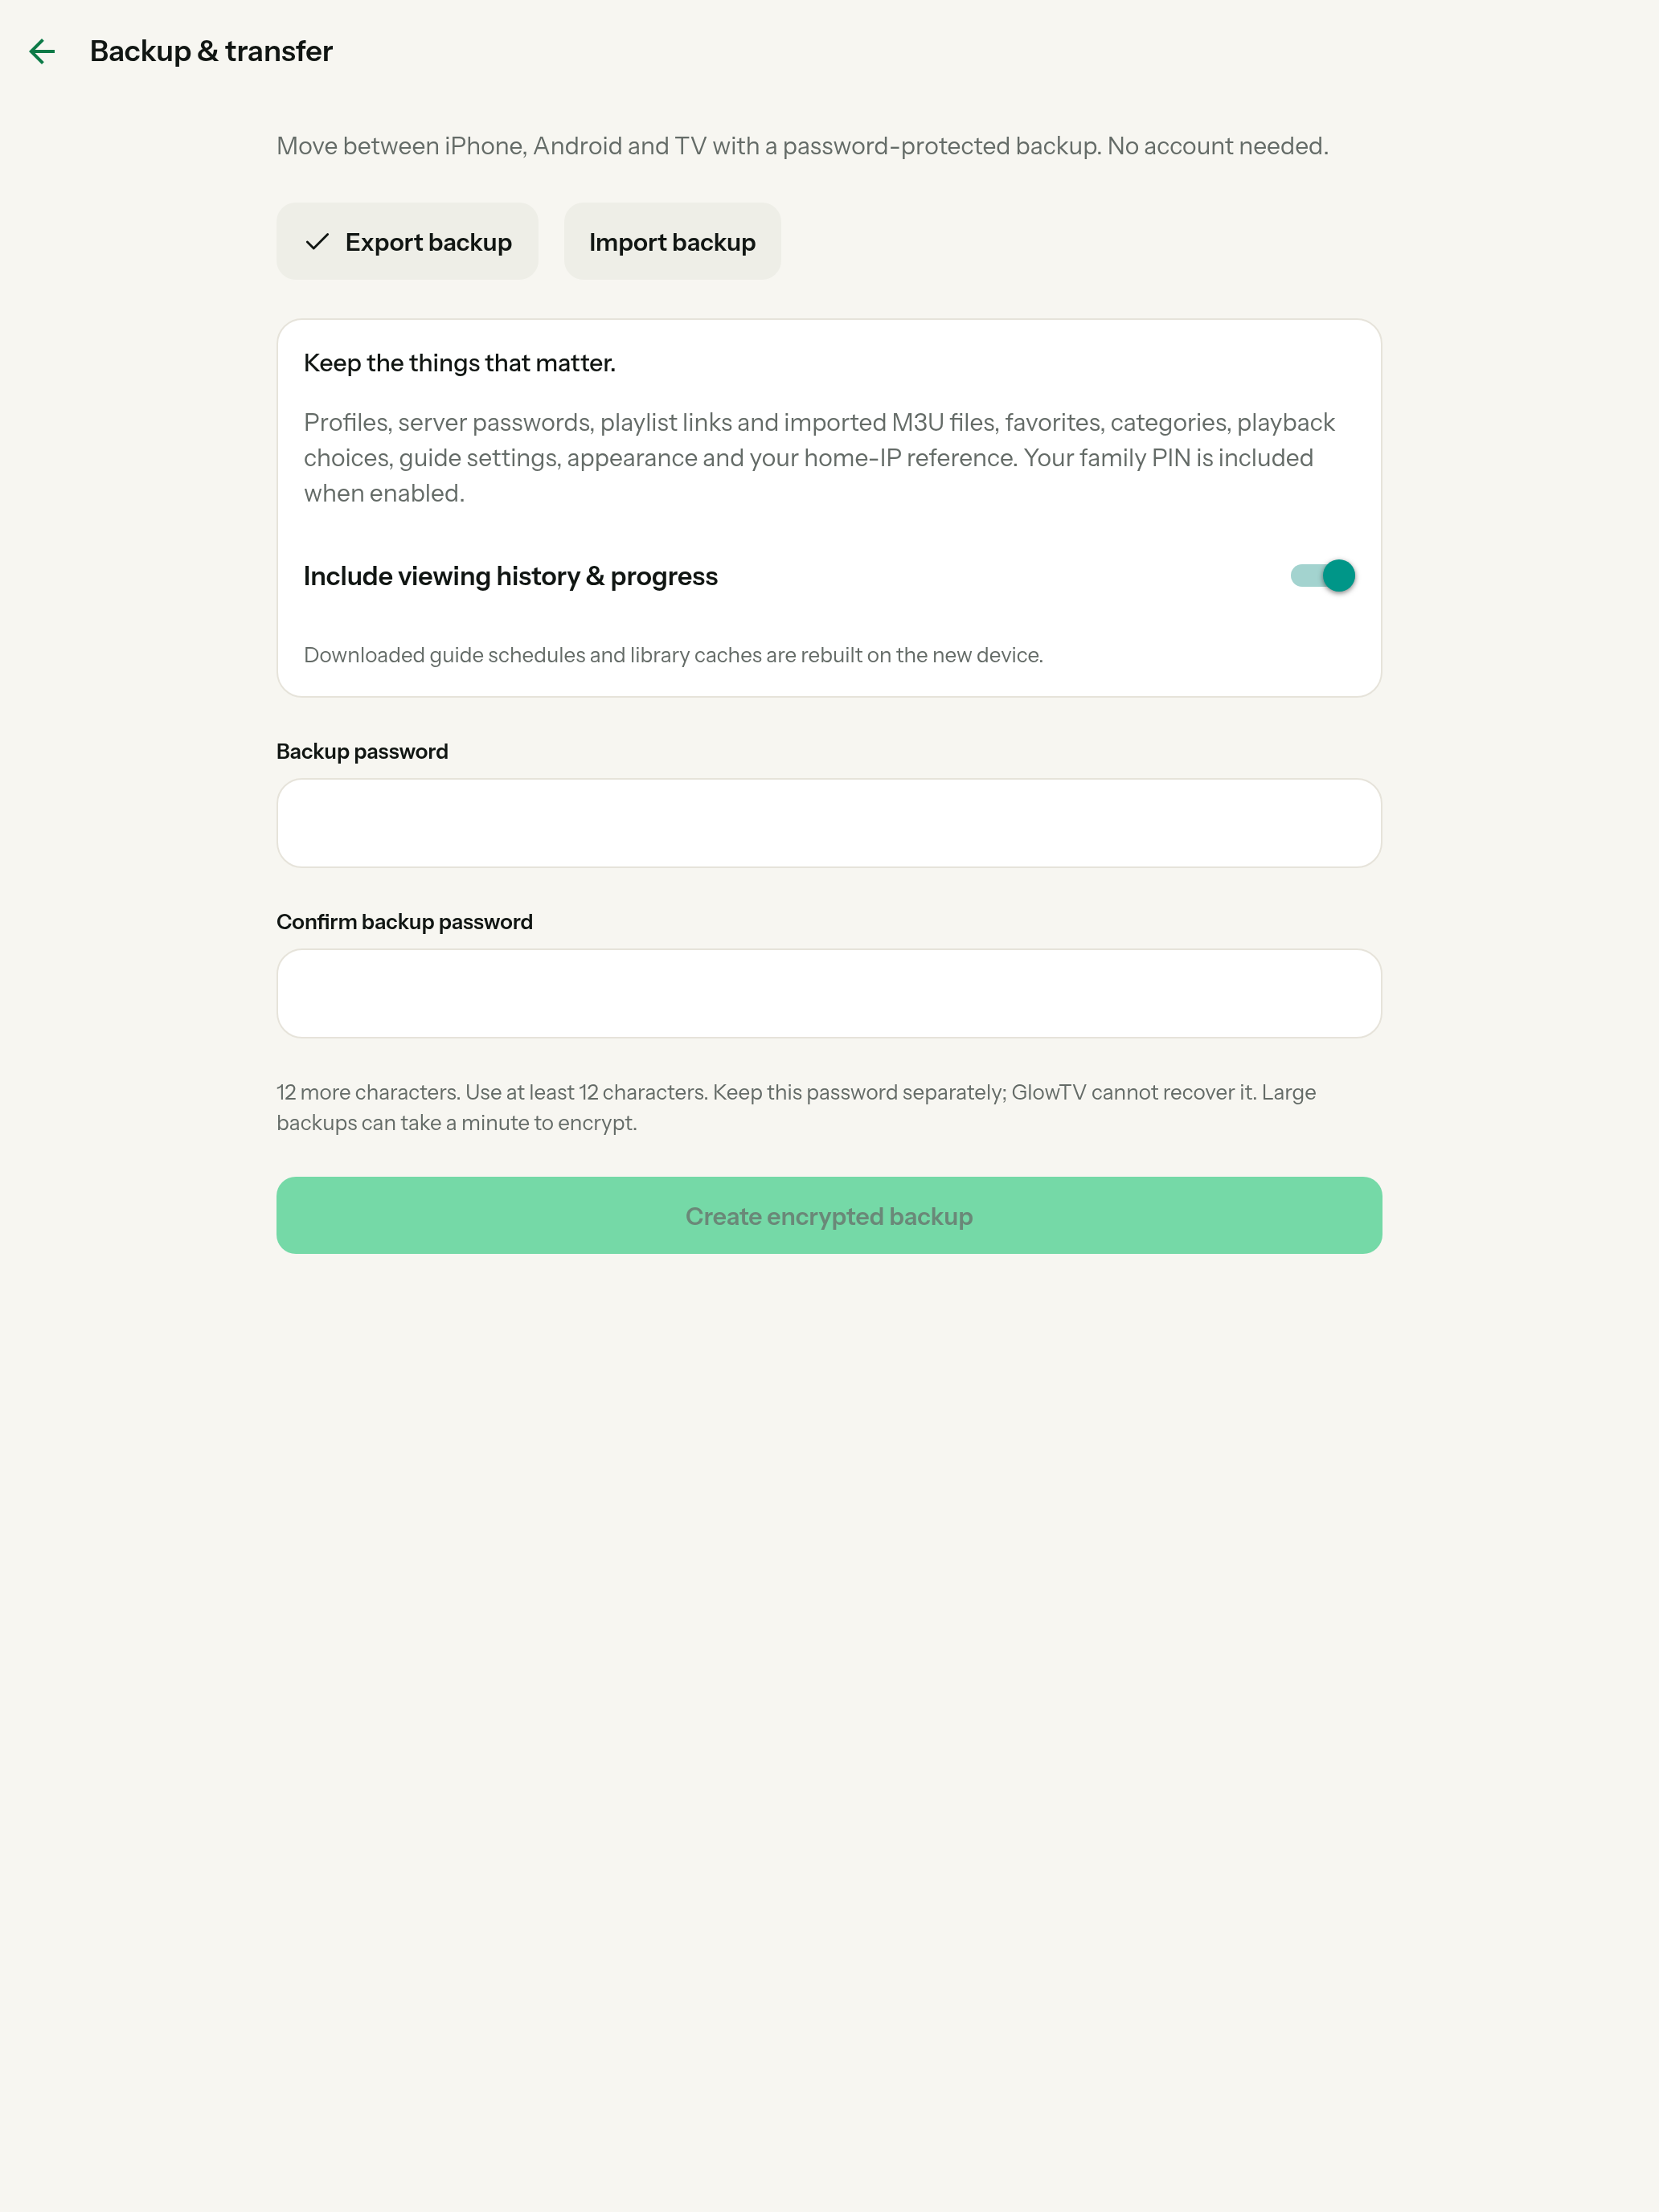 Backup & transfer
Move between iPhone, Android and TV with a password-protected backup. No account needed.
Export backup
Import backup
Keep the things that matter.
Profiles, server passwords, playlist links and imported M3U files, favorites, categories, playback
choices, guide settings, appearance and your home-IP reference. Your family PIN is included
when enabled.
Include viewing history & progress
Downloaded guide schedules and library caches are rebuilt on the new device.
Backup password
Confirm backup password
12 more characters. Use at least 12 characters. Keep this password separately; GlowTV cannot recover it. Large
backups can take a minute to encrypt.
Create encrypted backup